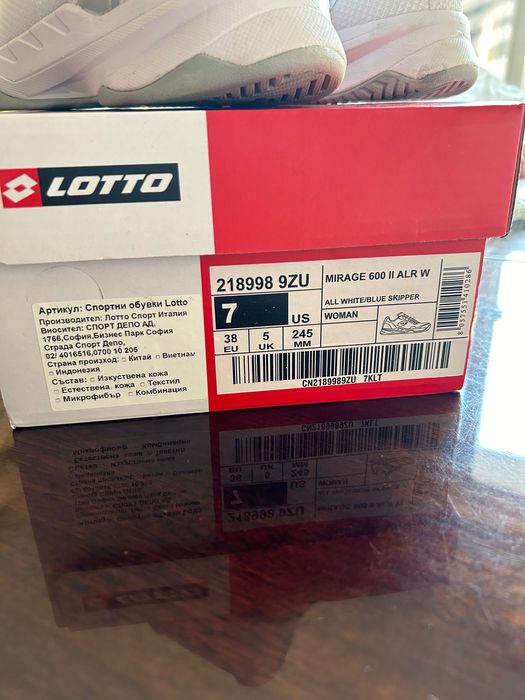 LOTTO
Артикул: Спортни обувки Lotto
Производител: Лотто Спорт Италия
Вносител: СПОРТ ДЕПО АД,
1766,София,Бизнес Парк София
Сграда Спорт Депо,
02/ 4016516,0700 10 205
Страна произход: □ Китай □ Виетнам
□ Индонезия
Състав: □ Изкуствена кожа
□ Естествена кожа □ Текстил
□ Микрофибър □ Комбинация
218998 9ZU
7 US
38 EU
5 UK
245 MM
MIRAGE 600 II ALR W
ALL WHITE/BLUE SKIPPER
WOMAN
8057551410286
CN2189989ZU 7KLT